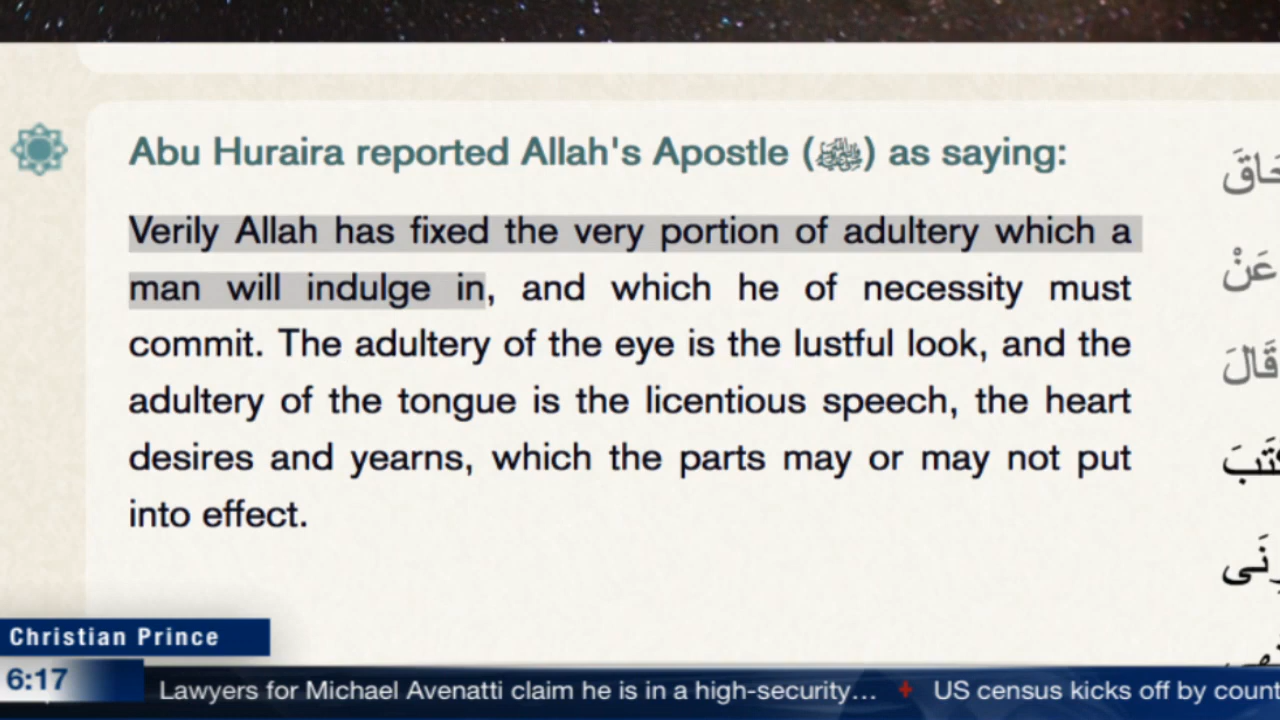 Abu Huraira reported Allah's Apostle (ﷺ) as saying:
Verily Allah has fixed the very portion of adultery which a
man will indulge in, and which he of necessity must
commit. The adultery of the eye is the lustful look, and the
adultery of the tongue is the licentious speech, the heart
desires and yearns, which the parts may or may not put
into effect.
عَنْ
قَالَ
Christian Prince
6:17
Lawyers for Michael Avenatti claim he is in a high-security... US census kicks off by count